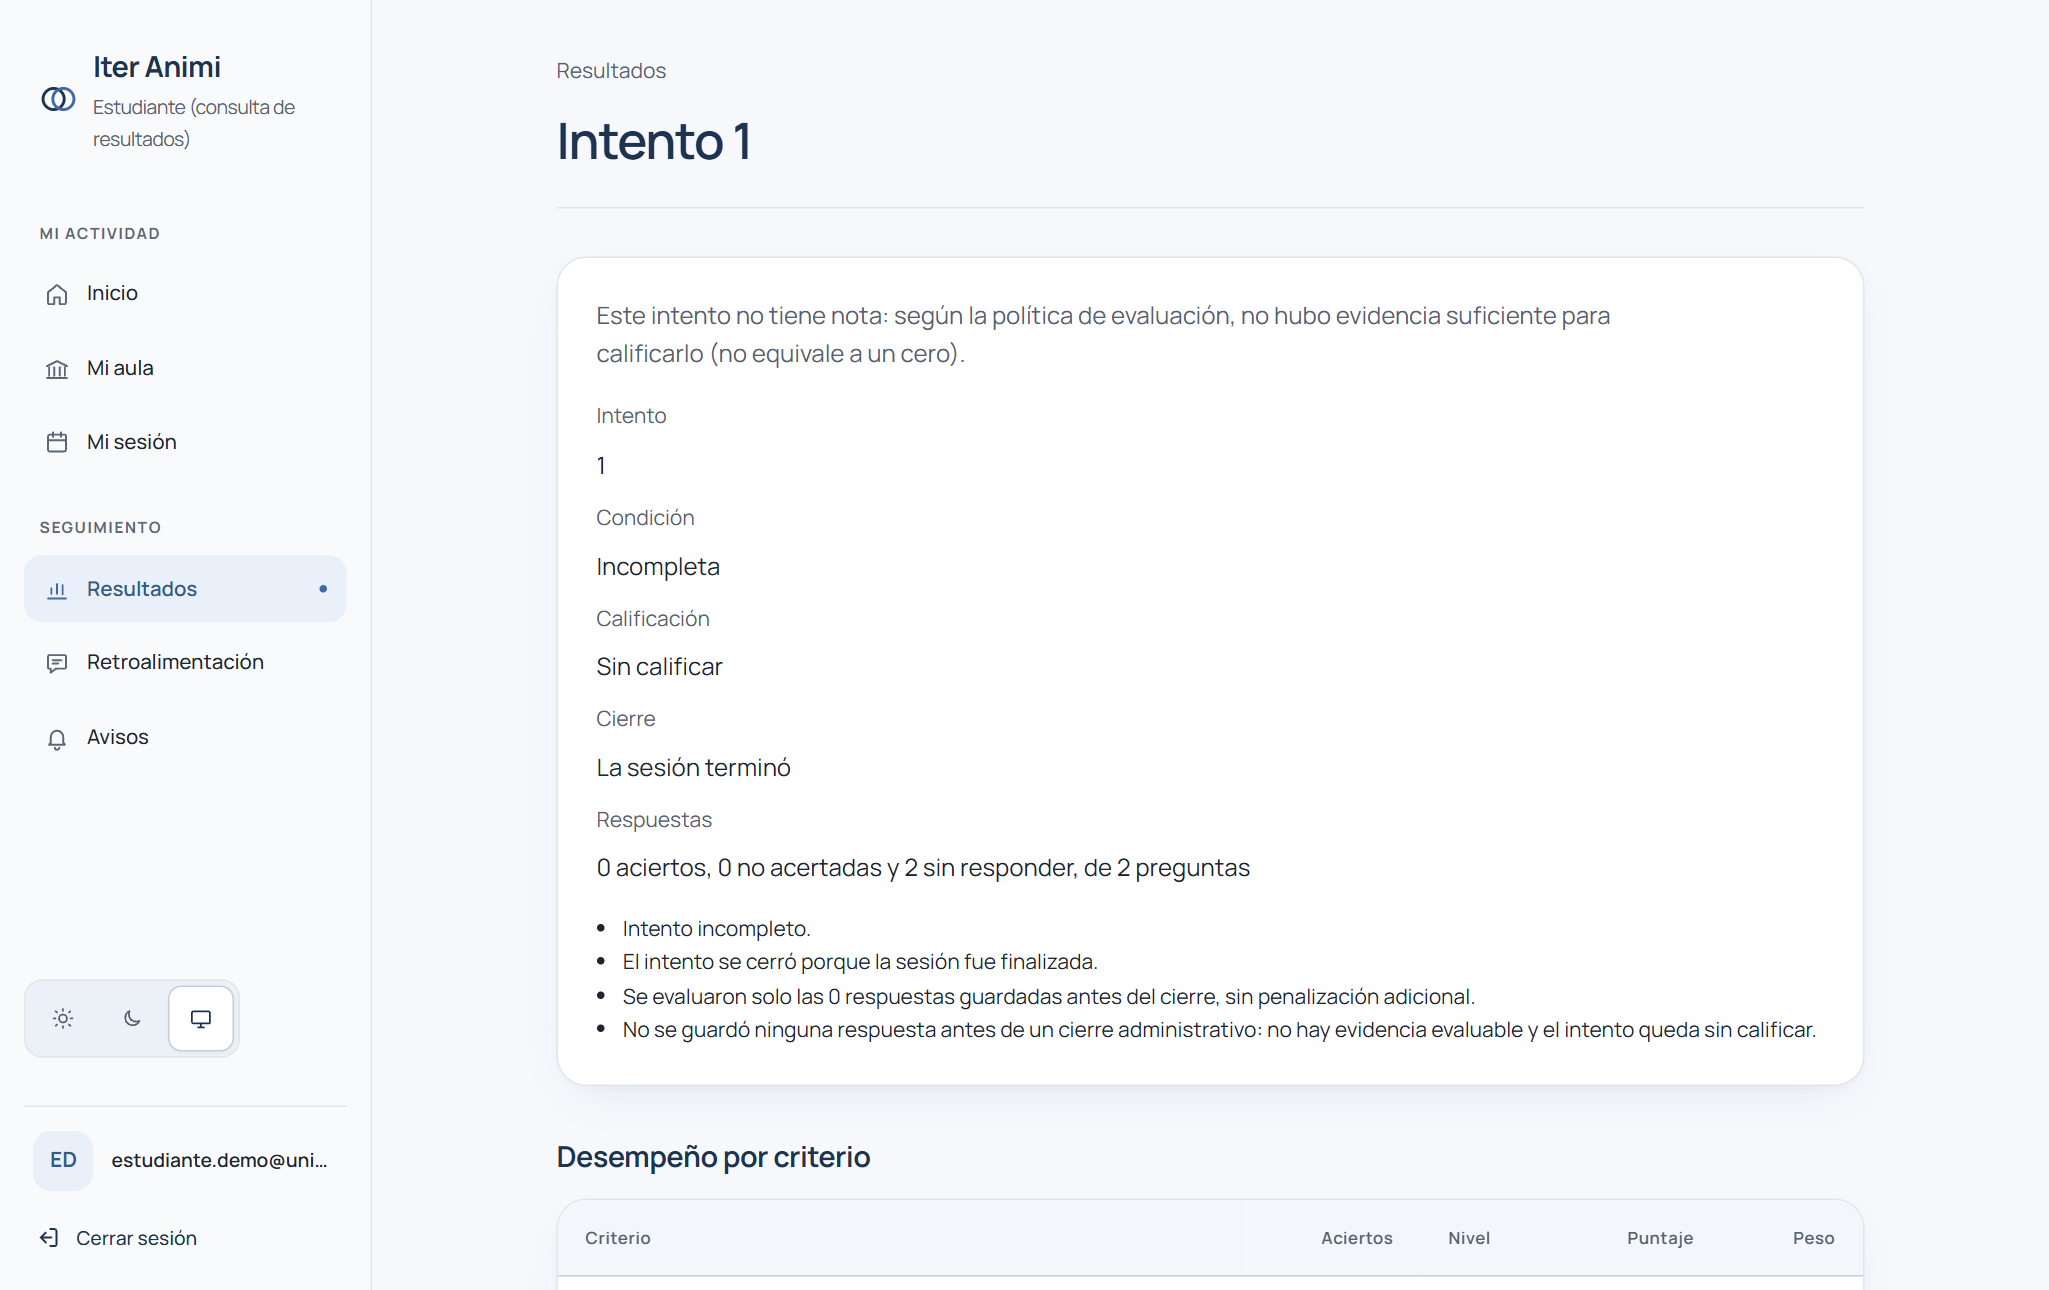 Iter Animi
Estudiante (consulta de
resultados)
MI ACTIVIDAD
Inicio
Mi aula
Mi sesión
SEGUIMIENTO
Resultados
Retroalimentación
Avisos
ED
estudiante.demo@uni...
Cerrar sesión
Resultados
Intento 1
Este intento no tiene nota: según la política de evaluación, no hubo evidencia suficiente para
calificarlo (no equivale a un cero).
Intento
1
Condición
Incompleta
Calificación
Sin calificar
Cierre
La sesión terminó
Respuestas
0 aciertos, 0 no acertadas y 2 sin responder, de 2 preguntas
• Intento incompleto.
• El intento se cerró porque la sesión fue finalizada.
• Se evaluaron solo las 0 respuestas guardadas antes del cierre, sin penalización adicional.
• No se guardó ninguna respuesta antes de un cierre administrativo: no hay evidencia evaluable y el intento queda sin calificar.
Desempeño por criterio
Criterio Aciertos Nivel Puntaje Peso